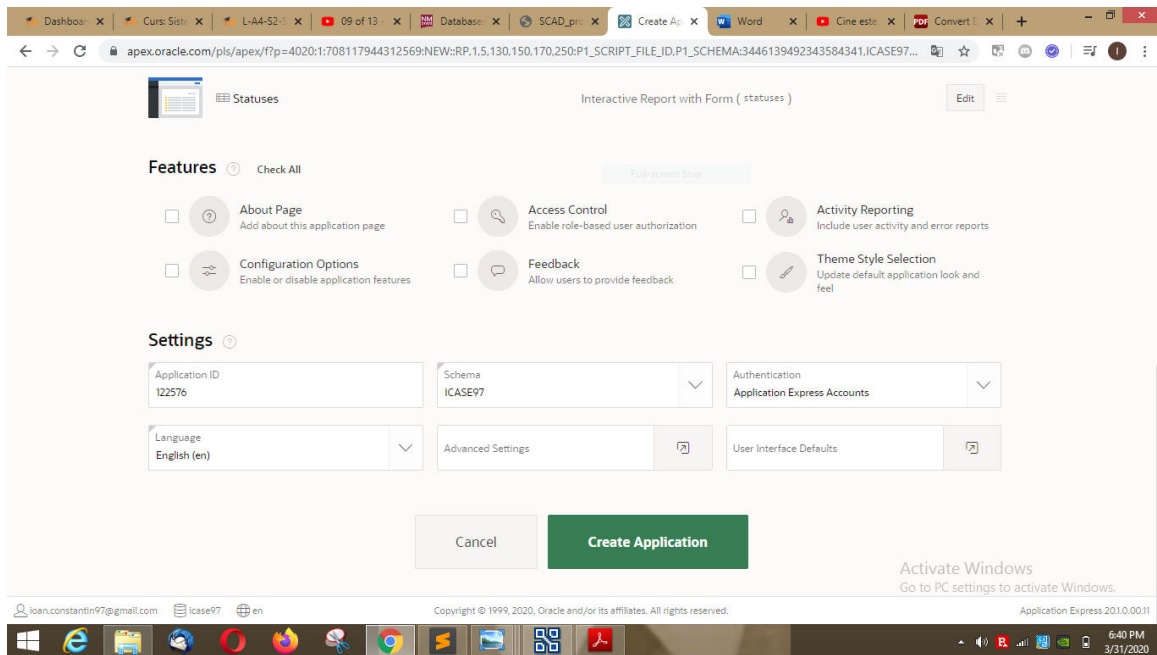 Dashboar
Curs: Siste
L-A4-S2-S
09 of 13 -
Database:
SCAD_pro
Create Ap
Word
Cine este
Convert E
apex.oracle.com/pls/apex/f?p=4020:1:708117944312569:NEW::RP,1,5,130,150,170,250:P1_SCRIPT_FILE_ID,P1_SCHEMA:3446139492343584341,ICASE97...
Statuses
Interactive Report with Form ( statuses )
Edit
Features
Check All
Full-screen Snip
About Page
Add about this application page
Access Control
Enable role-based user authorization
Activity Reporting
Include user activity and error reports
Configuration Options
Enable or disable application features
Feedback
Allow users to provide feedback
Theme Style Selection
Update default application look and
feel
Settings
Application ID
122576
Schema
ICASE97
Authentication
Application Express Accounts
Language
English (en)
Advanced Settings
User Interface Defaults
Cancel
Create Application
Activate Windows
Go to PC settings to activate Windows.
ioan.constantin97@gmail.com
icase97
en
Copyright © 1999, 2020, Oracle and/or its affiliates. All rights reserved.
Application Express 20.1.0.00.11
6:40 PM
3/31/2020